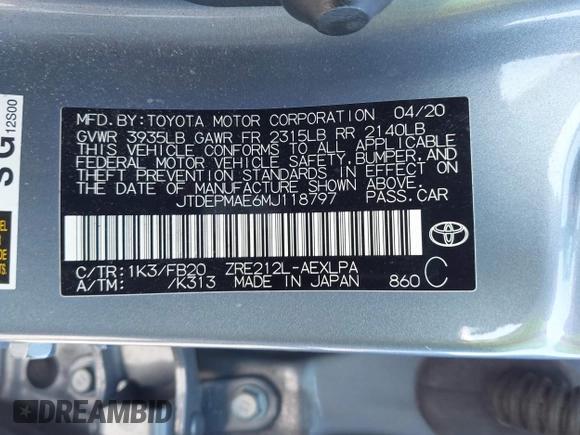 MFD. BY: TOYOTA MOTOR CORPORATION 04/20
GVWR 3935LB GAWR FR 2315LB RR 2140LB
THIS VEHICLE CONFORMS TO ALL APPLICABLE
FEDERAL MOTOR VEHICLE SAFETY, BUMPER, AND
THEFT PREVENTION STANDARDS IN EFFECT ON
THE DATE OF MANUFACTURE SHOWN ABOVE.
JTDEPMAE6MJ118797 PASS. CAR
C/TR: 1K3/FB20 ZRE212L-AEXLPA
A/TM: /K313 MADE IN JAPAN 860 C
SG
12S00
DREAMBID